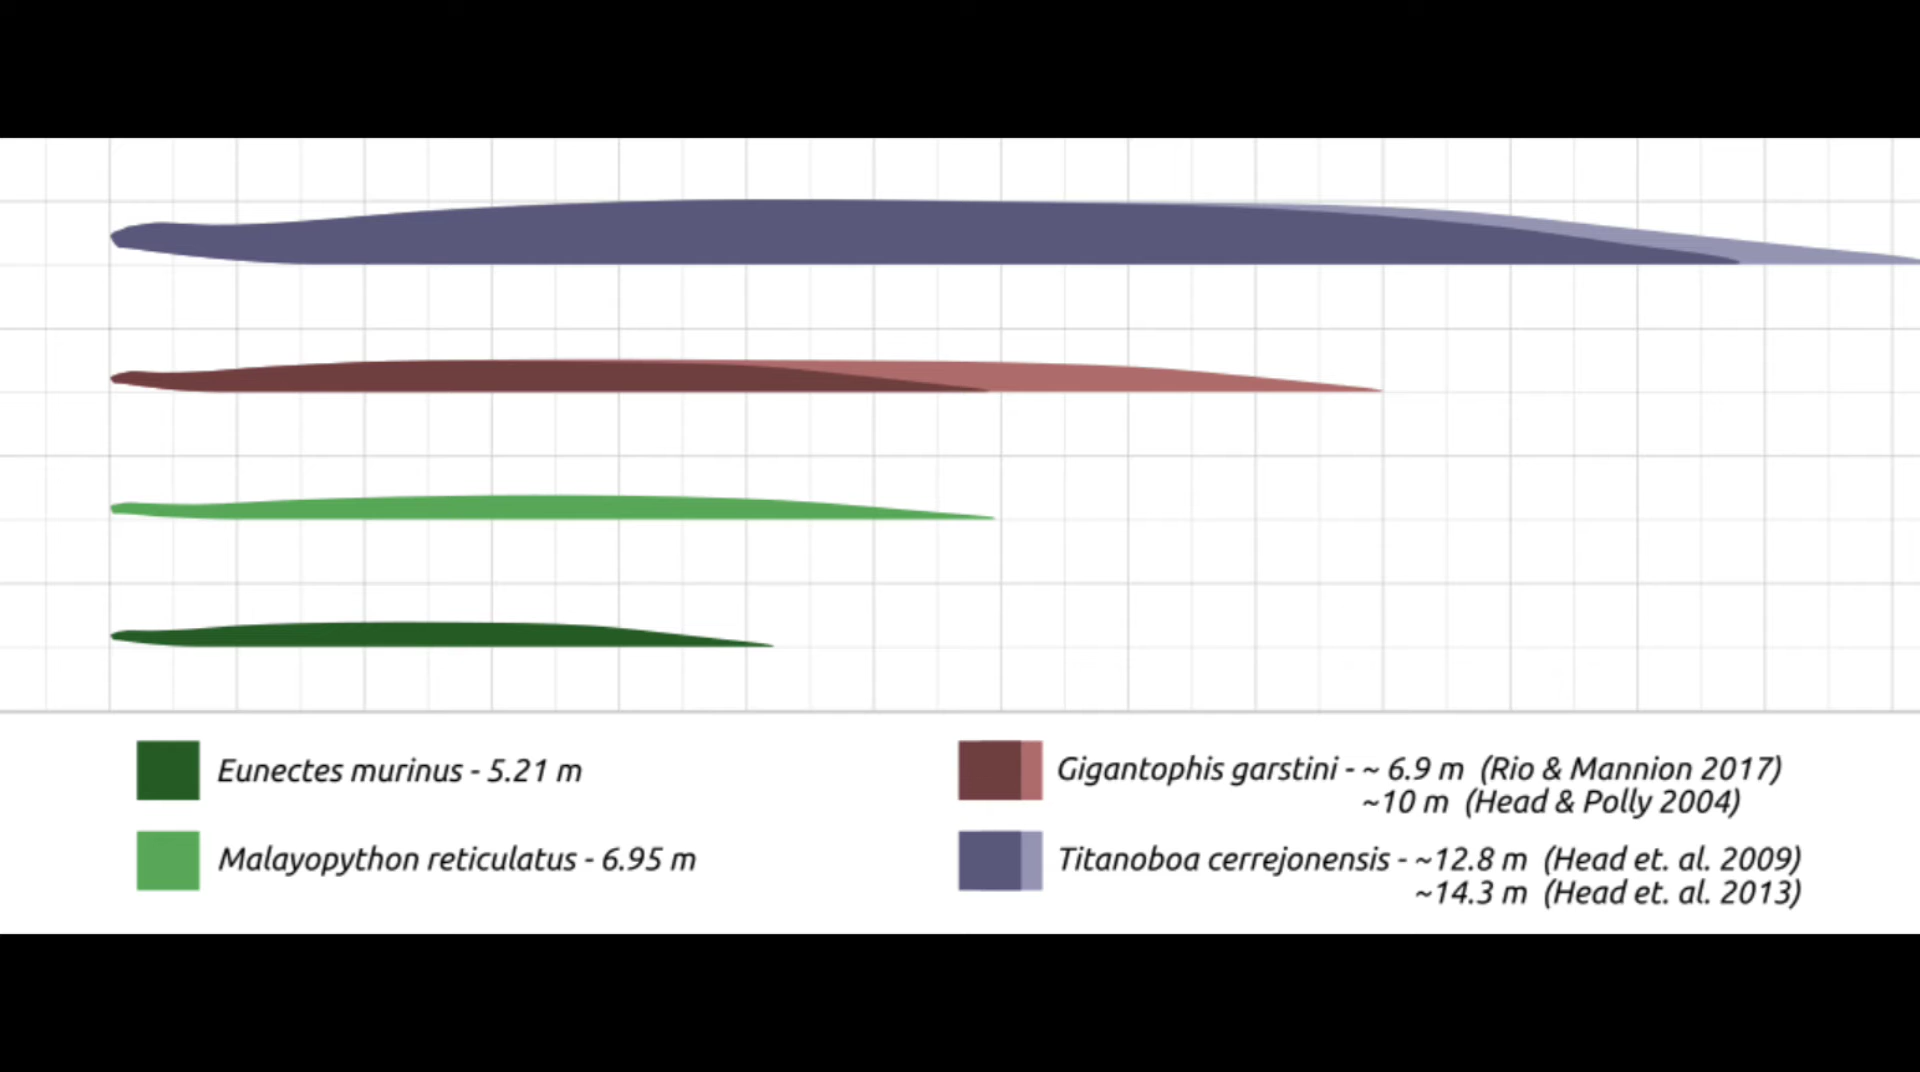 Eunectes murinus - 5.21 m
Malayopython reticulatus - 6.95 m
Gigantophis garstini - ~ 6.9 m (Rio & Mannion 2017)
~10 m (Head & Polly 2004)
Titanoboa cerrejonensis - ~12.8 m (Head et. al. 2009)
~14.3 m (Head et. al. 2013)